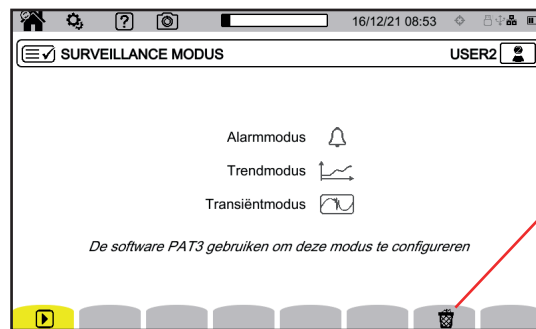 16/12/21 08:53
SURVEILLANCE MODUS
USER2
Alarmmodus
Trendmodus
Transiëntmodus
De software PAT3 gebruiken om deze modus te configureren